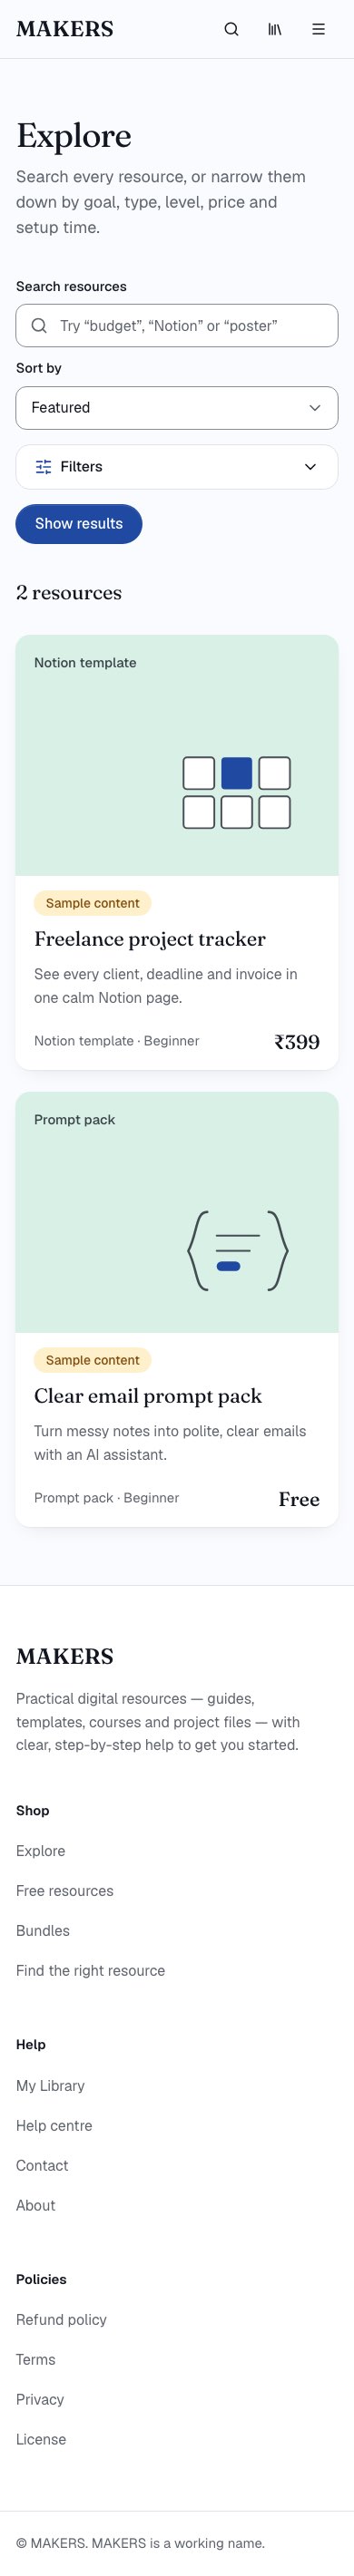 MAKERS
Explore
Search every resource, or narrow them
down by goal, type, level, price and
setup time.
Search resources
Try “budget”, “Notion” or “poster”
Sort by
Featured
Filters
Show results
2 resources
Notion template
Sample content
Freelance project tracker
See every client, deadline and invoice in
one calm Notion page.
Notion template · Beginner
₹399
Prompt pack
Sample content
Clear email prompt pack
Turn messy notes into polite, clear emails
with an AI assistant.
Prompt pack · Beginner
Free
MAKERS
Practical digital resources — guides,
templates, courses and project files — with
clear, step-by-step help to get you started.
Shop
Explore
Free resources
Bundles
Find the right resource
Help
My Library
Help centre
Contact
About
Policies
Refund policy
Terms
Privacy
License
© MAKERS. MAKERS is a working name.